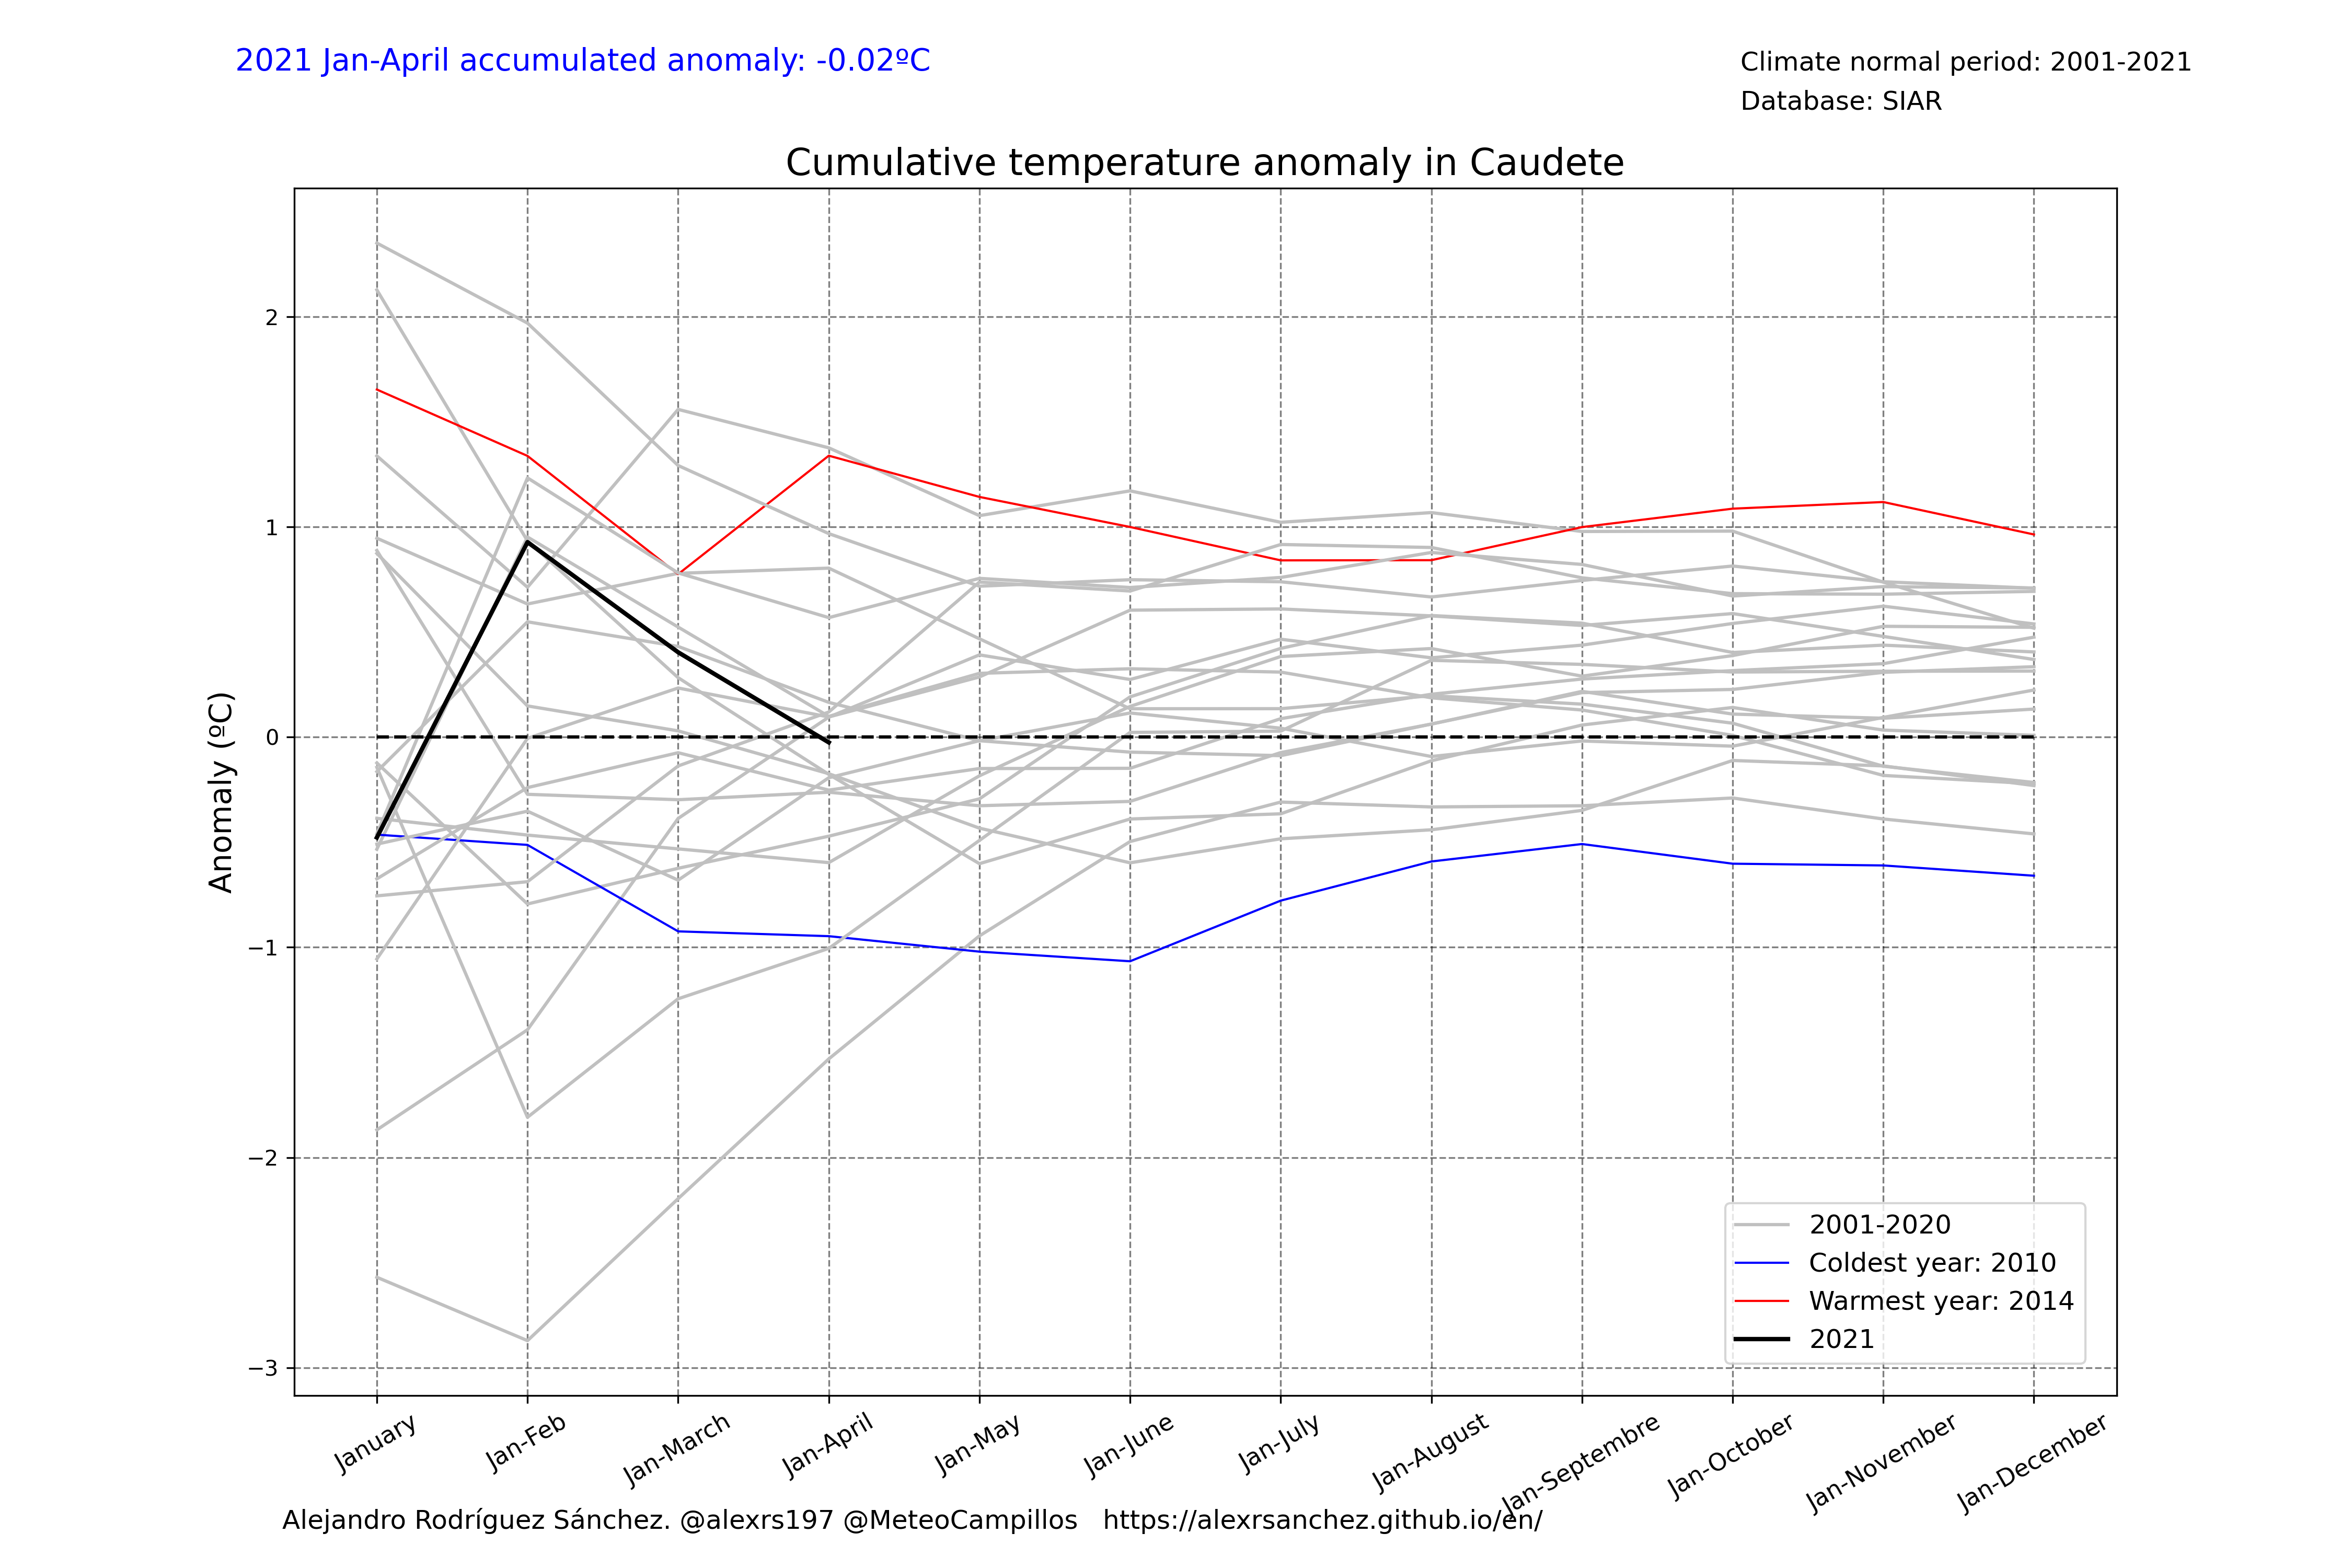 2021 Jan-April accumulated anomaly: -0.02ºC
Climate normal period: 2001-2021
Database: SIAR
Cumulative temperature anomaly in Caudete
Anomaly (ºC)
2
1
0
−1
−2
−3
2001-2020
Coldest year: 2010
Warmest year: 2014
2021
January
Jan-Feb
Jan-March
Jan-April
Jan-May
Jan-June
Jan-July
Jan-August
Jan-Septembre
Jan-October
Jan-November
Jan-December
Alejandro Rodríguez Sánchez. @alexrs197 @MeteoCampillos https://alexrsanchez.github.io/en/